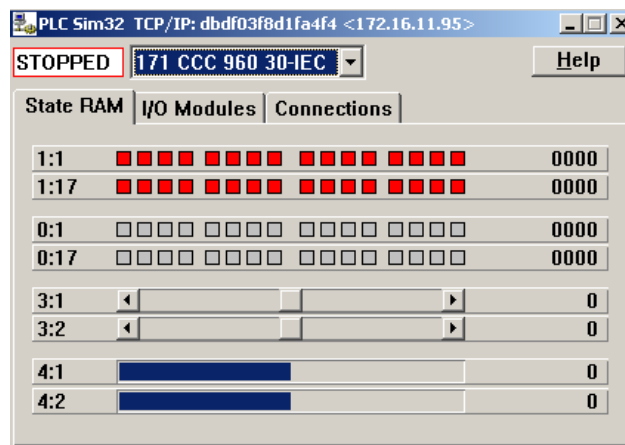 PLC Sim32 TCP/IP: dbdf03f8d1fa4f4 <172.16.11.95>
STOPPED 171 CCC 960 30-IEC Help
State RAM I/O Modules Connections
1:1 0000
1:17 0000
0:1 0000
0:17 0000
3:1 0
3:2 0
4:1 0
4:2 0